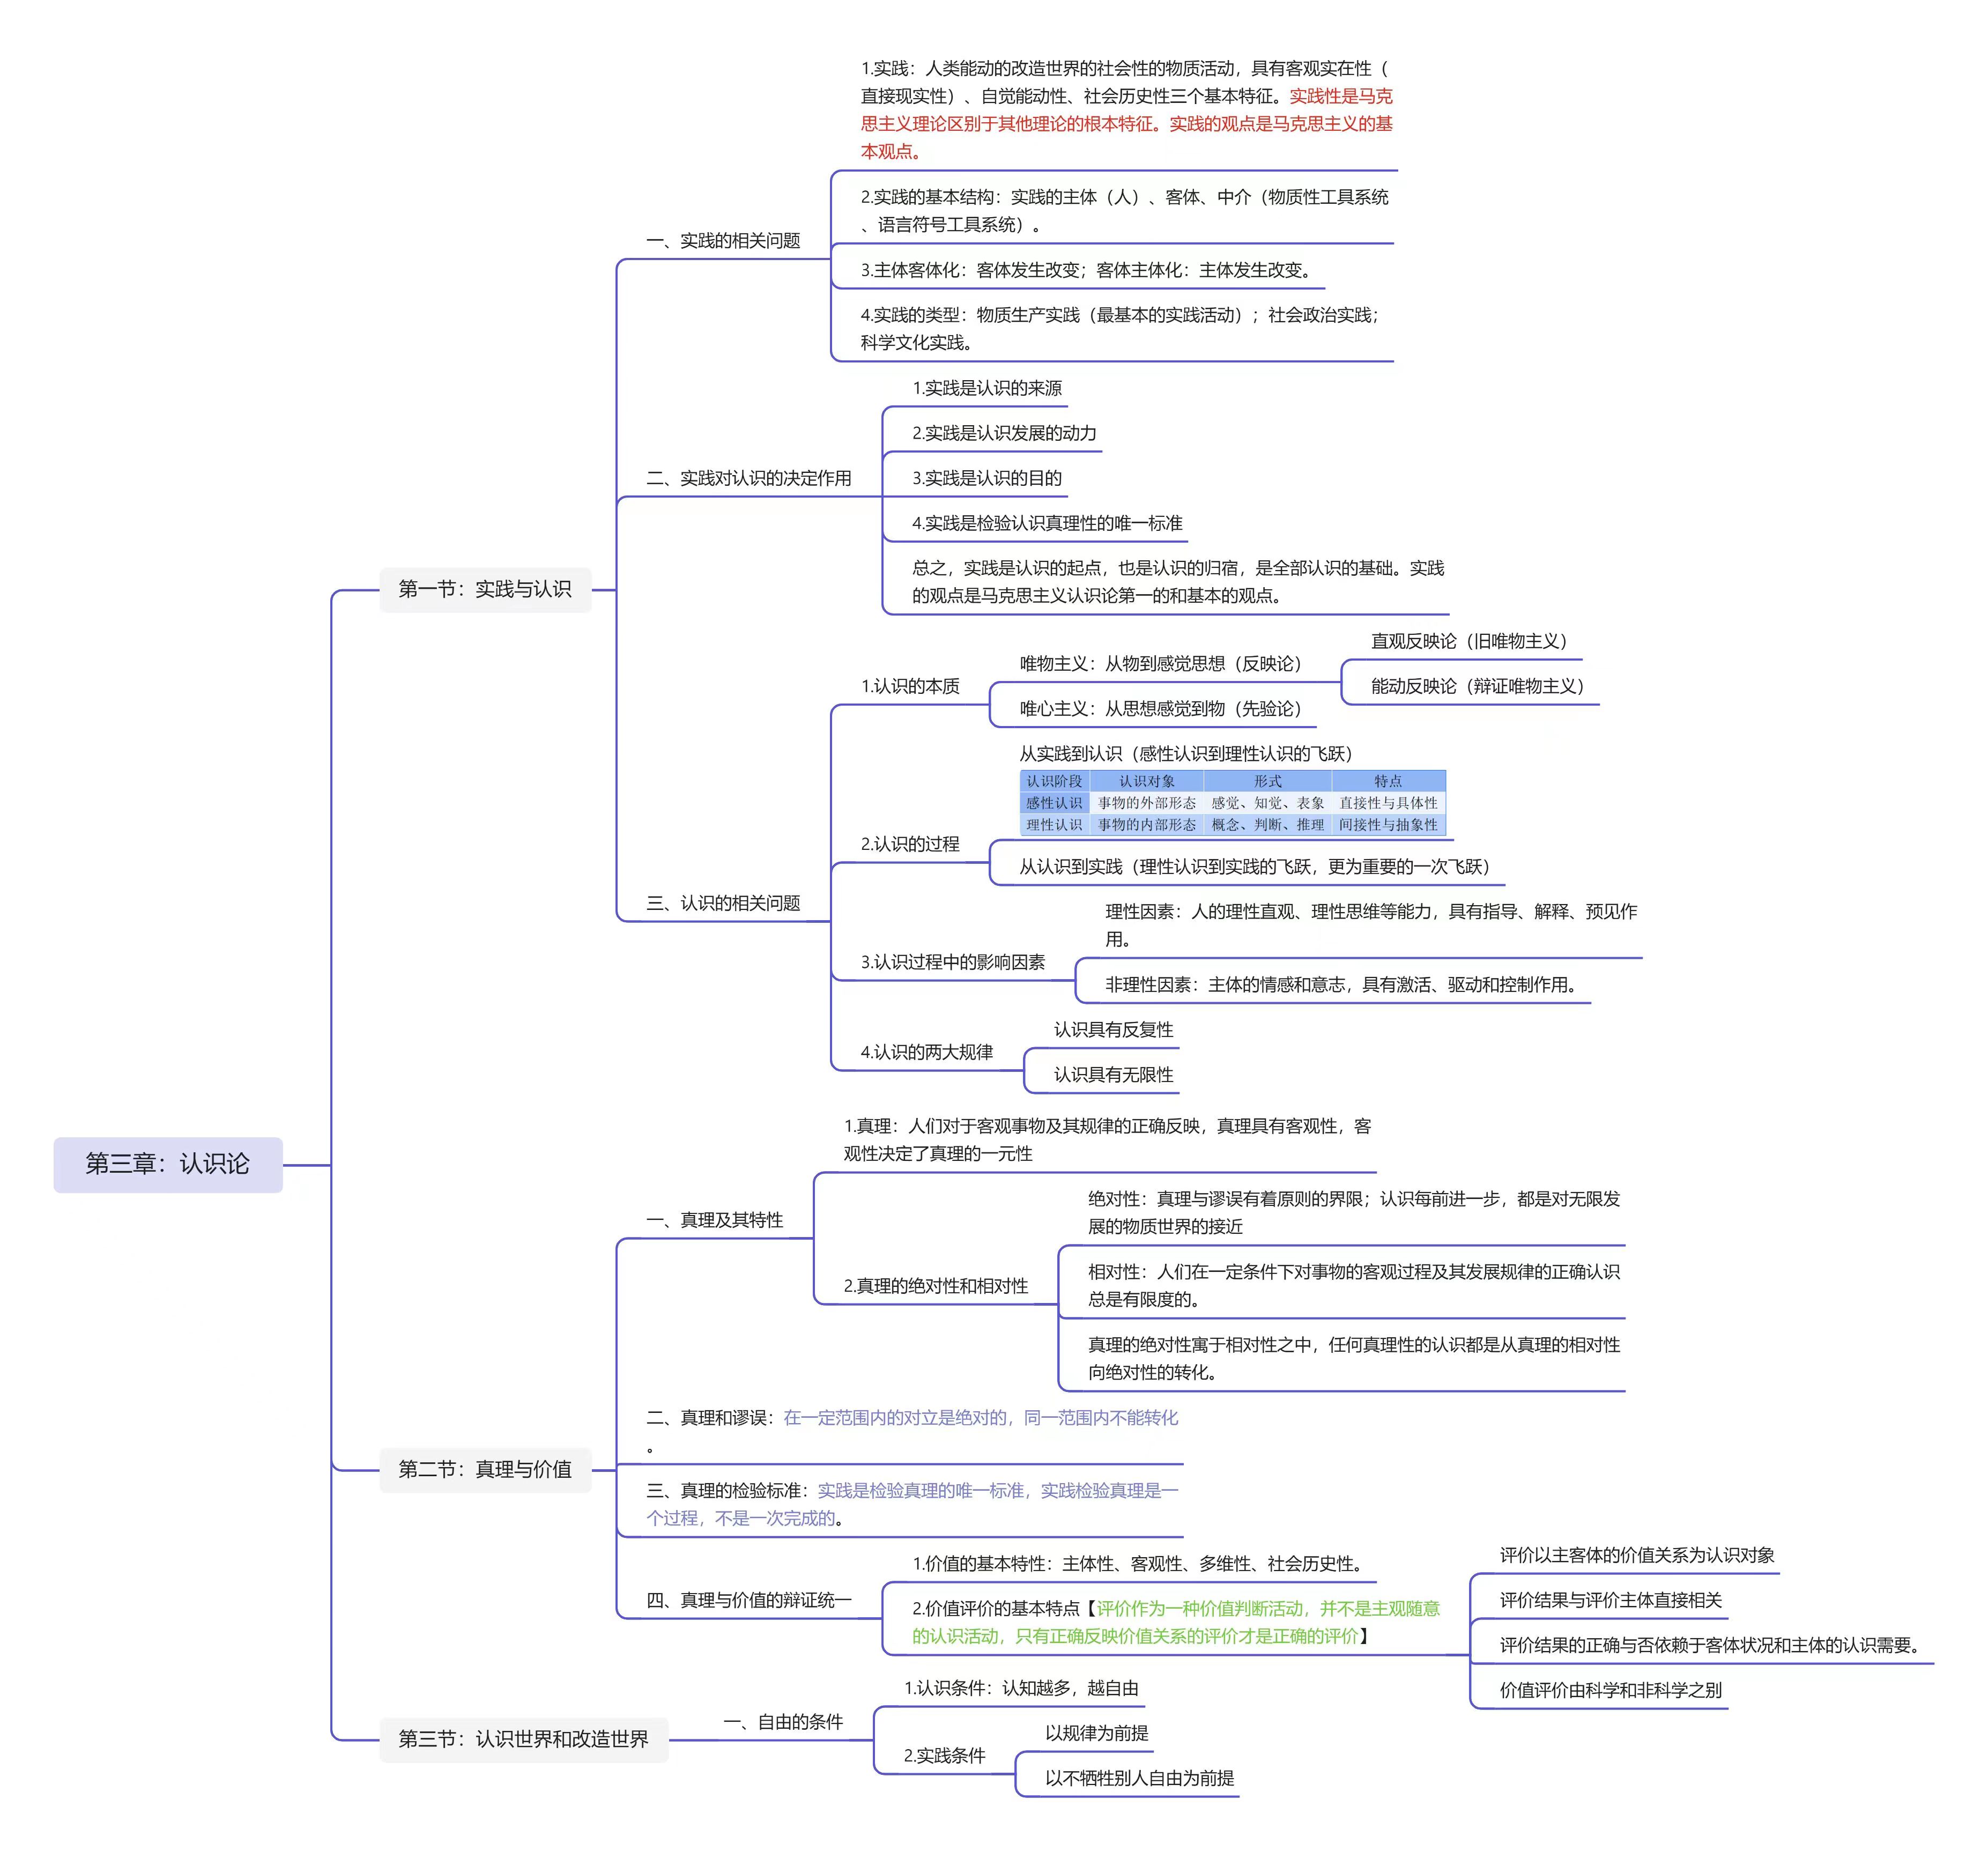 第三章：认识论
第一节：实践与认识
一、实践的相关问题
1.实践：人类能动的改造世界的社会性的物质活动，具有客观实在性（
直接现实性）、自觉能动性、社会历史性三个基本特征。实践性是马克
思主义理论区别于其他理论的根本特征。实践的观点是马克思主义的基
本观点。
2.实践的基本结构：实践的主体（人）、客体、中介（物质性工具系统
、语言符号工具系统）。
3.主体客体化：客体发生改变；客体主体化：主体发生改变。
4.实践的类型：物质生产实践（最基本的实践活动）；社会政治实践；
科学文化实践。
二、实践对认识的决定作用
1.实践是认识的来源
2.实践是认识发展的动力
3.实践是认识的目的
4.实践是检验认识真理性的唯一标准
总之，实践是认识的起点，也是认识的归宿，是全部认识的基础。实践
的观点是马克思主义认识论第一的和基本的观点。
三、认识的相关问题
1.认识的本质
唯物主义：从物到感觉思想（反映论）
直观反映论（旧唯物主义）
能动反映论（辩证唯物主义）
唯心主义：从思想感觉到物（先验论）
2.认识的过程
从实践到认识（感性认识到理性认识的飞跃）
认识阶段 认识对象 形式 特点
感性认识 事物的外部形态 感觉、知觉、表象 直接性与具体性
理性认识 事物的内部形态 概念、判断、推理 间接性与抽象性
从认识到实践（理性认识到实践的飞跃，更为重要的一次飞跃）
3.认识过程中的影响因素
理性因素：人的理性直观、理性思维等能力，具有指导、解释、预见作
用。
非理性因素：主体的情感和意志，具有激活、驱动和控制作用。
4.认识的两大规律
认识具有反复性
认识具有无限性
第二节：真理与价值
一、真理及其特性
1.真理：人们对于客观事物及其规律的正确反映，真理具有客观性，客
观性决定了真理的一元性
2.真理的绝对性和相对性
绝对性：真理与谬误有着原则的界限；认识每前进一步，都是对无限发
展的物质世界的接近
相对性：人们在一定条件下对事物的客观过程及其发展规律的正确认识
总是有限度的。
真理的绝对性寓于相对性之中，任何真理性的认识都是从真理的相对性
向绝对性的转化。
二、真理和谬误：在一定范围内的对立是绝对的，同一范围内不能转化
。
三、真理的检验标准：实践是检验真理的唯一标准，实践检验真理是一
个过程，不是一次完成的。
四、真理与价值的辩证统一
1.价值的基本特性：主体性、客观性、多维性、社会历史性。
2.价值评价的基本特点【评价作为一种价值判断活动，并不是主观随意
的认识活动，只有正确反映价值关系的评价才是正确的评价】
评价以主客体的价值关系为认识对象
评价结果与评价主体直接相关
评价结果的正确与否依赖于客体状况和主体的认识需要。
价值评价由科学和非科学之别
第三节：认识世界和改造世界
一、自由的条件
1.认识条件：认知越多，越自由
2.实践条件
以规律为前提
以不牺牲别人自由为前提